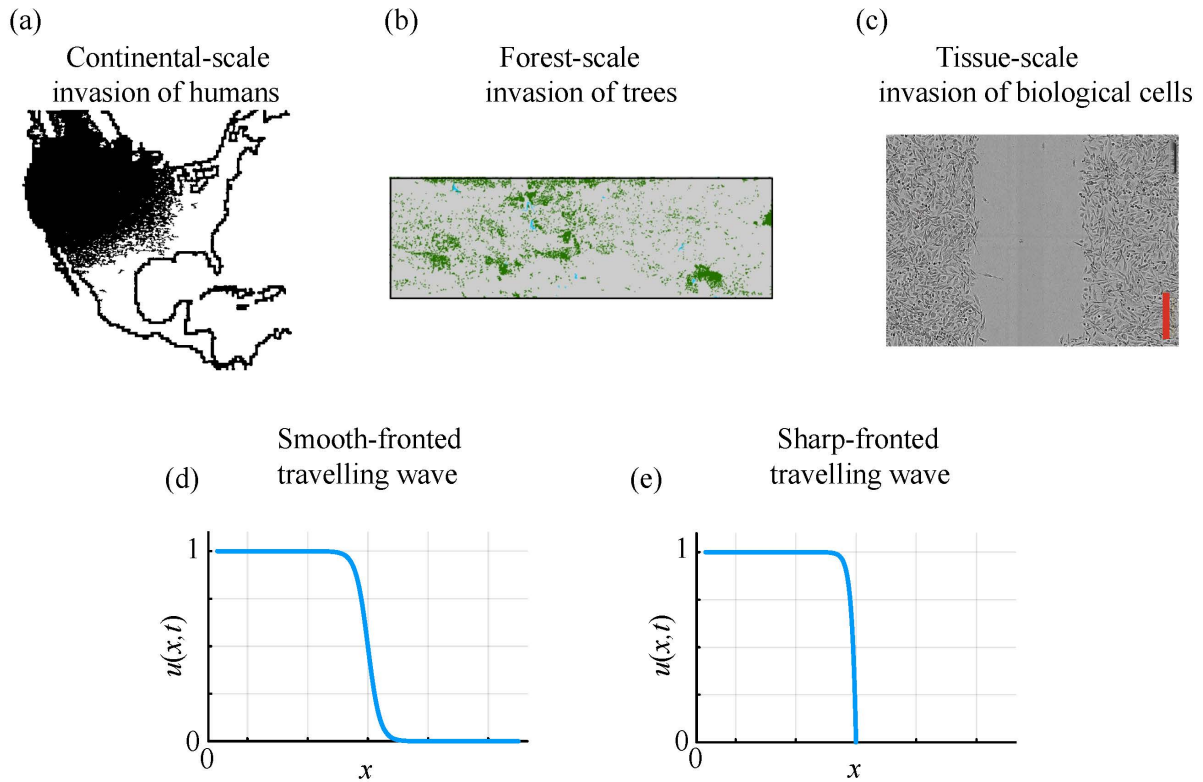 (a)
Continental-scale
invasion of humans
(b)
Forest-scale
invasion of trees
(c)
Tissue-scale
invasion of biological cells
(d)
Smooth-fronted
travelling wave
1
u(x,t)
0
0
x
(e)
Sharp-fronted
travelling wave
1
u(x,t)
0
0
x